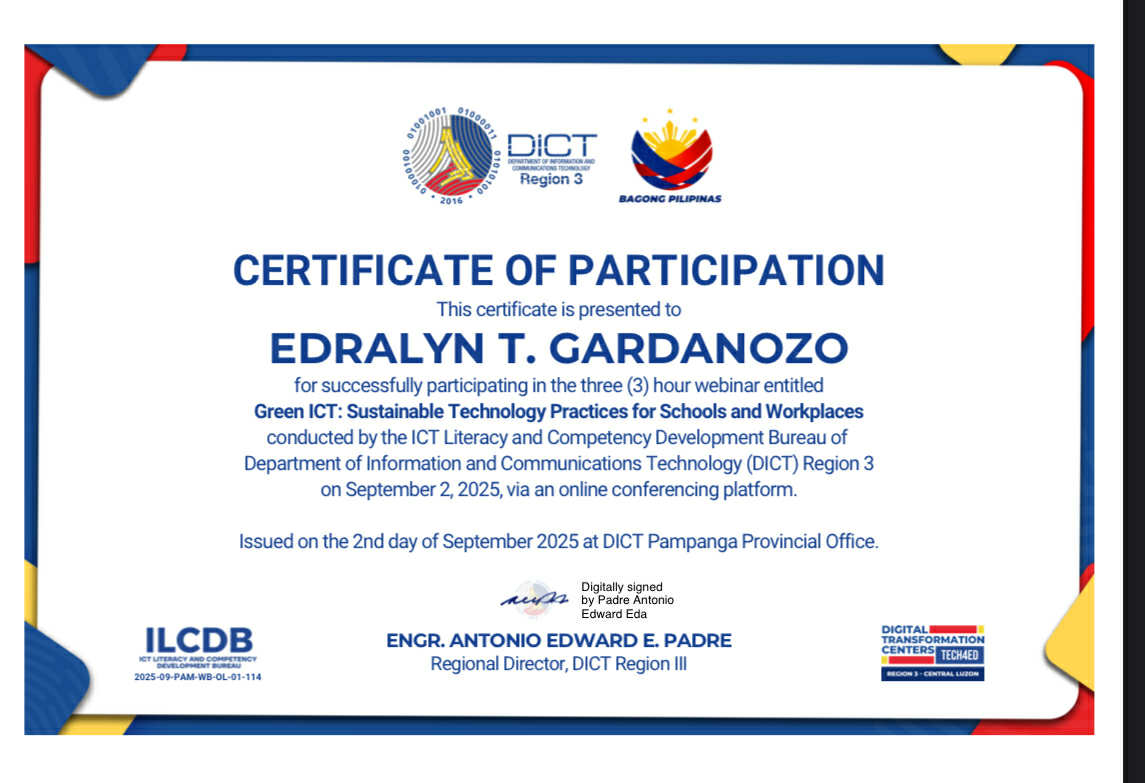 01000100 01001001 01000011 01010100
• 2016 •
DICT
DEPARTMENT OF INFORMATION AND
COMMUNICATIONS TECHNOLOGY
Region 3
BAGONG PILIPINAS
CERTIFICATE OF PARTICIPATION
This certificate is presented to
EDRALYN T. GARDANOZO
for successfully participating in the three (3) hour webinar entitled
Green ICT: Sustainable Technology Practices for Schools and Workplaces
conducted by the ICT Literacy and Competency Development Bureau of
Department of Information and Communications Technology (DICT) Region 3
on September 2, 2025, via an online conferencing platform.
Issued on the 2nd day of September 2025 at DICT Pampanga Provincial Office.
Digitally signed
by Padre Antonio
Edward Eda
ENGR. ANTONIO EDWARD E. PADRE
Regional Director, DICT Region III
ILCDB
ICT LITERACY AND COMPETENCY
DEVELOPMENT BUREAU
2025-09-PAM-WB-OL-01-114
DIGITAL
TRANSFORMATION
CENTERS TECH4ED
REGION 3 - CENTRAL LUZON